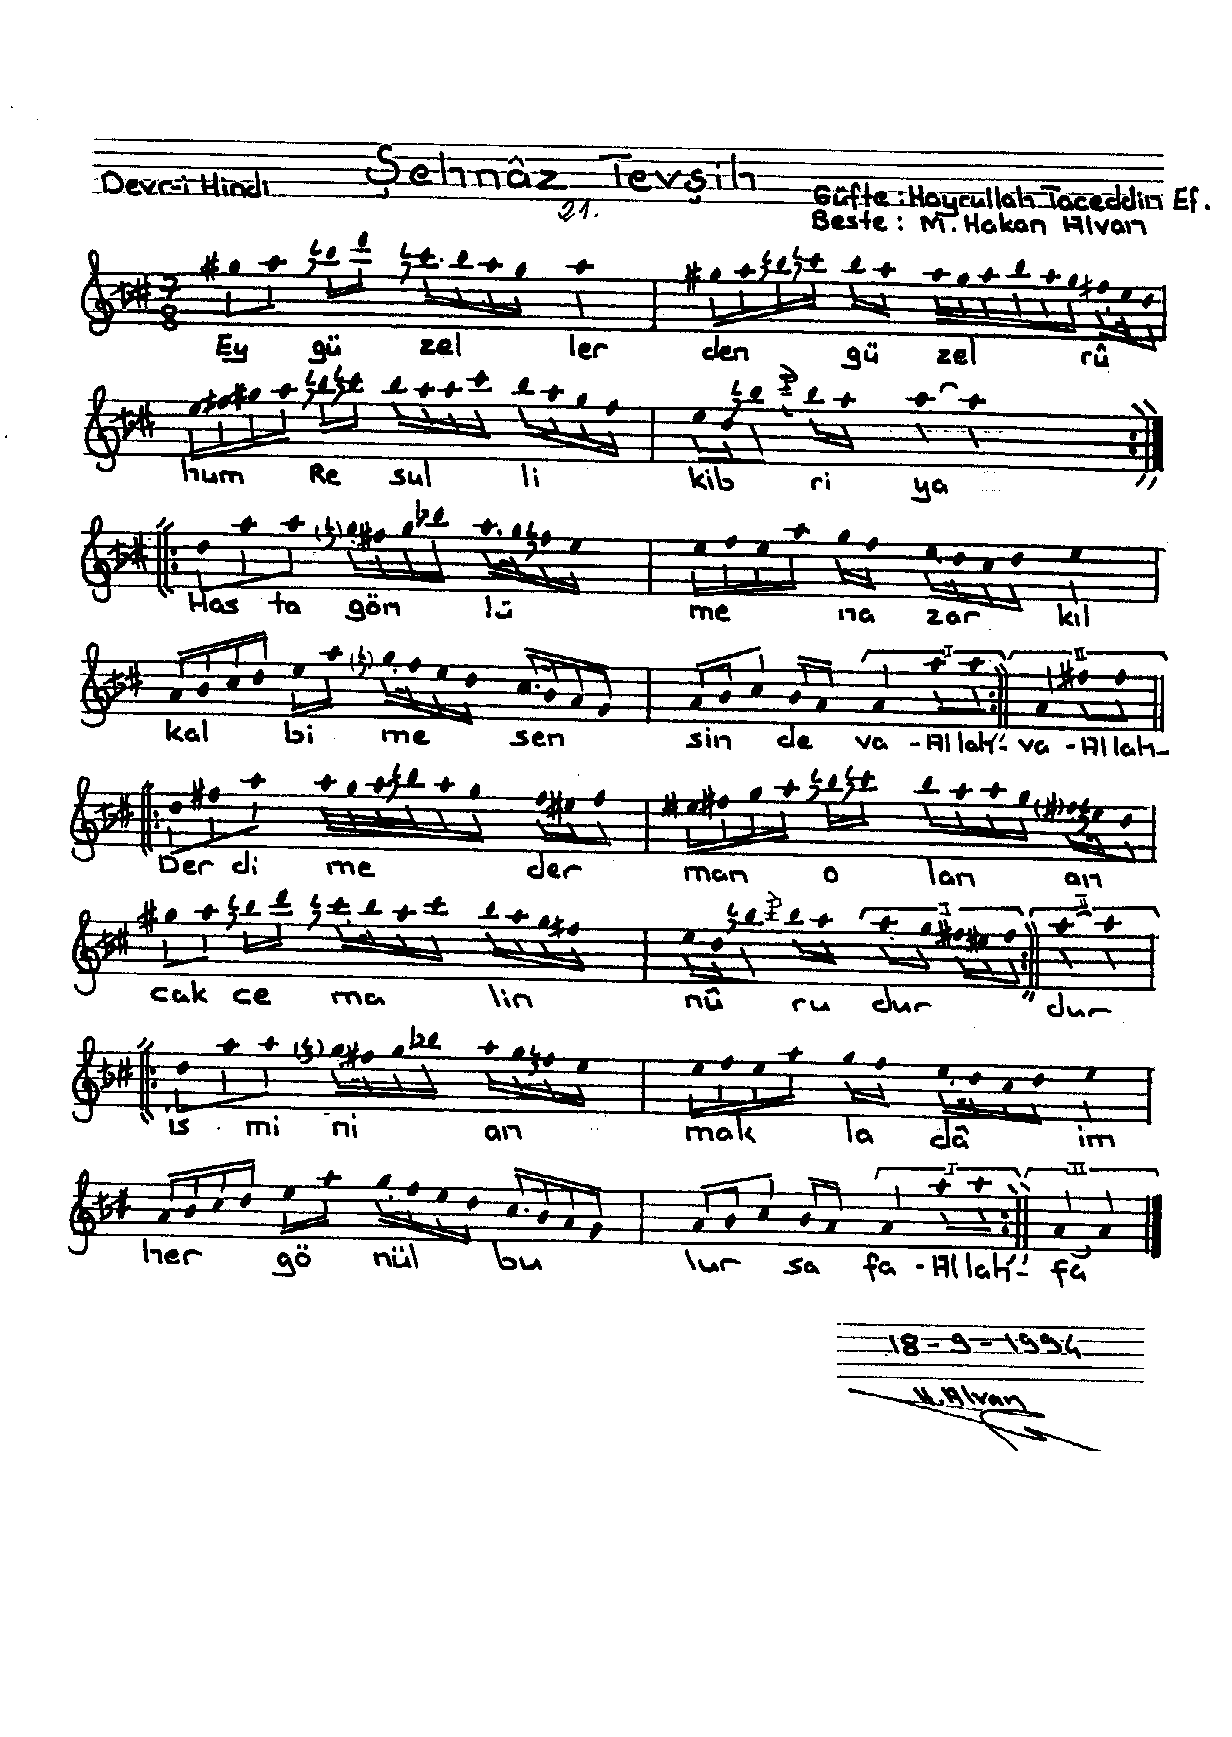 Şehnâz Tevşih
Devr-i Hindi
21.
Güfte : Hayrullah Taceddin Ef.
Beste : M. Hakan Alvan
7
8
Ey gü zel ler den gü zel rû
hum Re sul li kib ri ya
Has ta gön lü me na zar kıl
I II
kal bi me sen sin de va -Allah'- va -Allah-
Der di me der man o lan an
I II
cak ce ma lin nû ru dur dur
is mi ni an mak la dâ im
I II
her gö nül bu lur sa fa -Allah'- fa
18-9-1994
H. Alvan